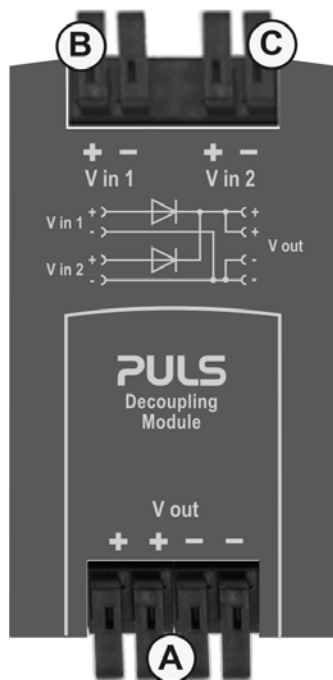 B C
+ − + −
V in 1 V in 2
V in 1 + + 
- + V out
V in 2 + -
- -
PULS
Decoupling
Module
V out
+ + − −
A